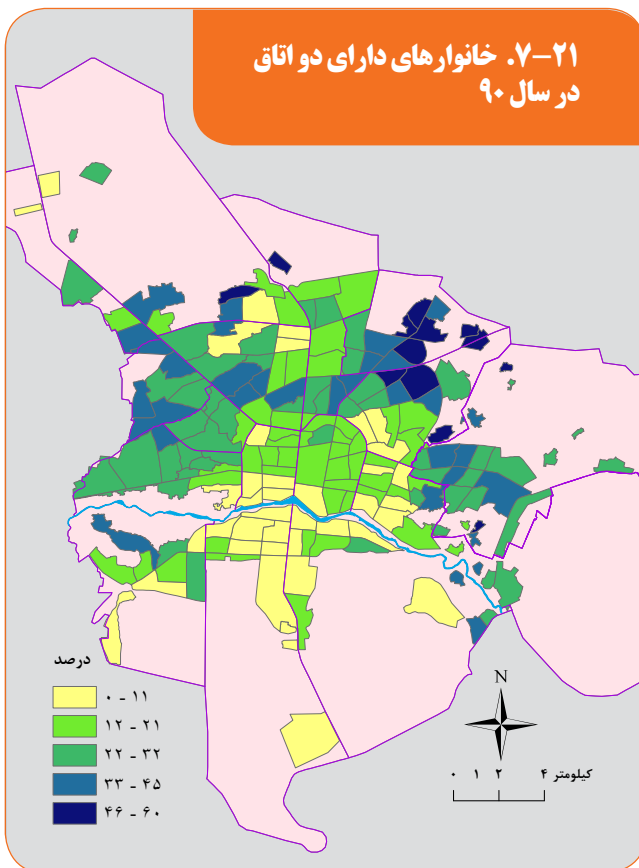 ۷-۲۱. خانوارهای دارای دو اتاق
در سال ۹۰
درصد
۰ - ۱۱
۱۲ - ۲۱
۲۲ - ۳۲
۳۳ - ۴۵
۴۶ - ۶۰
N
۰ ۱ ۲ ۴ کیلومتر